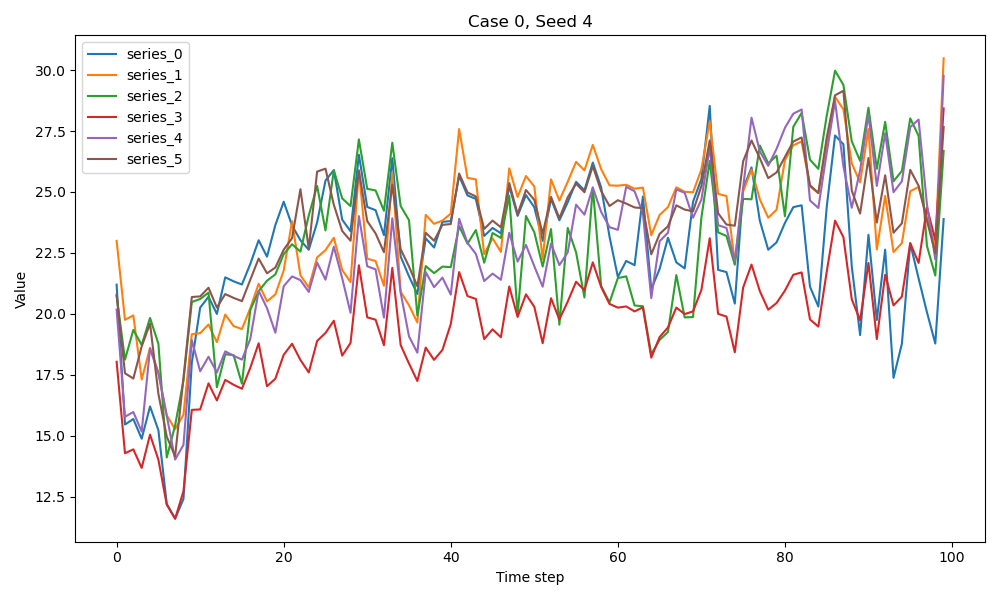 Case 0, Seed 4
series_0
series_1
series_2
series_3
series_4
series_5
30.0
27.5
25.0
22.5
20.0
17.5
15.0
12.5
Value
0 20 40 60 80 100
Time step